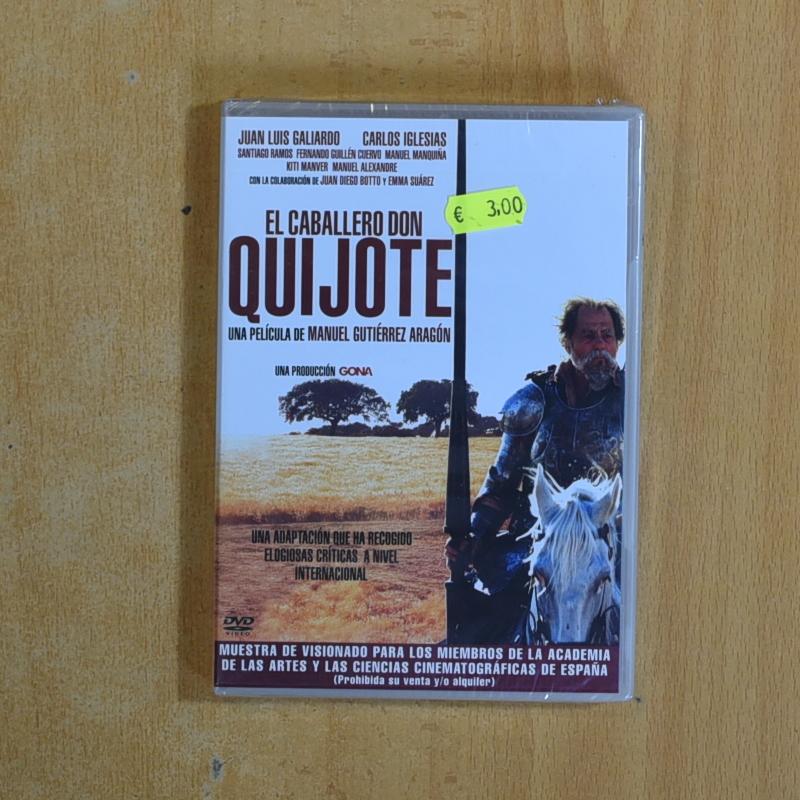 JUAN LUIS GALIARDO CARLOS IGLESIAS
SANTIAGO RAMOS FERNANDO GUILLÉN CUERVO MANUEL MANQUIÑA
KITI MANVER MANUEL ALEXANDRE
CON LA COLABORACIÓN DE JUAN DIEGO BOTTO Y EMMA SUÁREZ
€ 3,00
EL CABALLERO DON
QUIJOTE
UNA PELÍCULA DE MANUEL GUTIÉRREZ ARAGÓN
UNA PRODUCCIÓN GONA
UNA ADAPTACIÓN QUE HA RECOGIDO
ELOGIOSAS CRÍTICAS A NIVEL
INTERNACIONAL
DVD
VIDEO
MUESTRA DE VISIONADO PARA LOS MIEMBROS DE LA ACADEMIA
DE LAS ARTES Y LAS CIENCIAS CINEMATOGRÁFICAS DE ESPAÑA
(Prohibida su venta y/o alquiler)